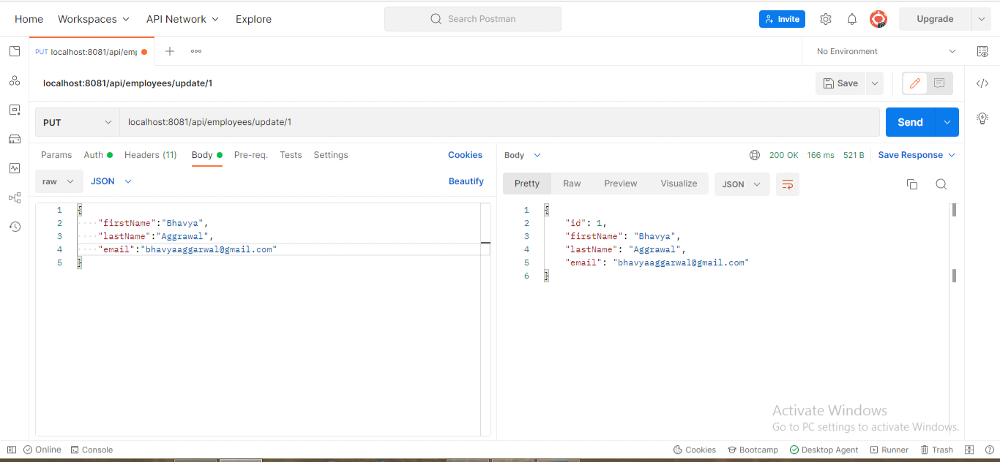 Home Workspaces API Network Explore Search Postman Invite Upgrade
PUT localhost:8081/api/emp No Environment
localhost:8081/api/employees/update/1 Save
PUT localhost:8081/api/employees/update/1 Send
Params Auth Headers (11) Body Pre-req. Tests Settings Cookies
raw JSON Beautify
1 {
2 "firstName":"Bhavya",
3 "lastName":"Aggrawal",
4 "email":"bhavyaaggarwal@gmail.com"
5 }
Body 200 OK 166 ms 521 B Save Response
Pretty Raw Preview Visualize JSON
1 {
2 "id": 1,
3 "firstName": "Bhavya",
4 "lastName": "Aggrawal",
5 "email": "bhavyaaggarwal@gmail.com"
6 }
Activate Windows
Go to PC settings to activate Windows.
Online Console Cookies Bootcamp Desktop Agent Runner Trash